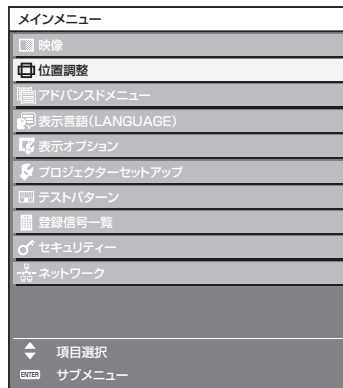 メインメニュー
映像
位置調整
アドバンスドメニュー
表示言語(LANGUAGE)
表示オプション
プロジェクターセットアップ
テストパターン
登録信号一覧
セキュリティー
ネットワーク
項目選択
ENTER サブメニュー